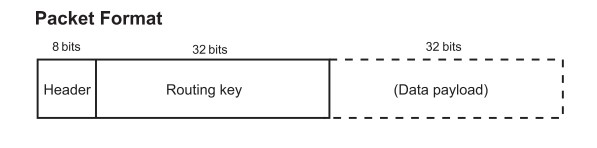 Packet Format
8 bits 32 bits 32 bits
Header Routing key (Data payload)